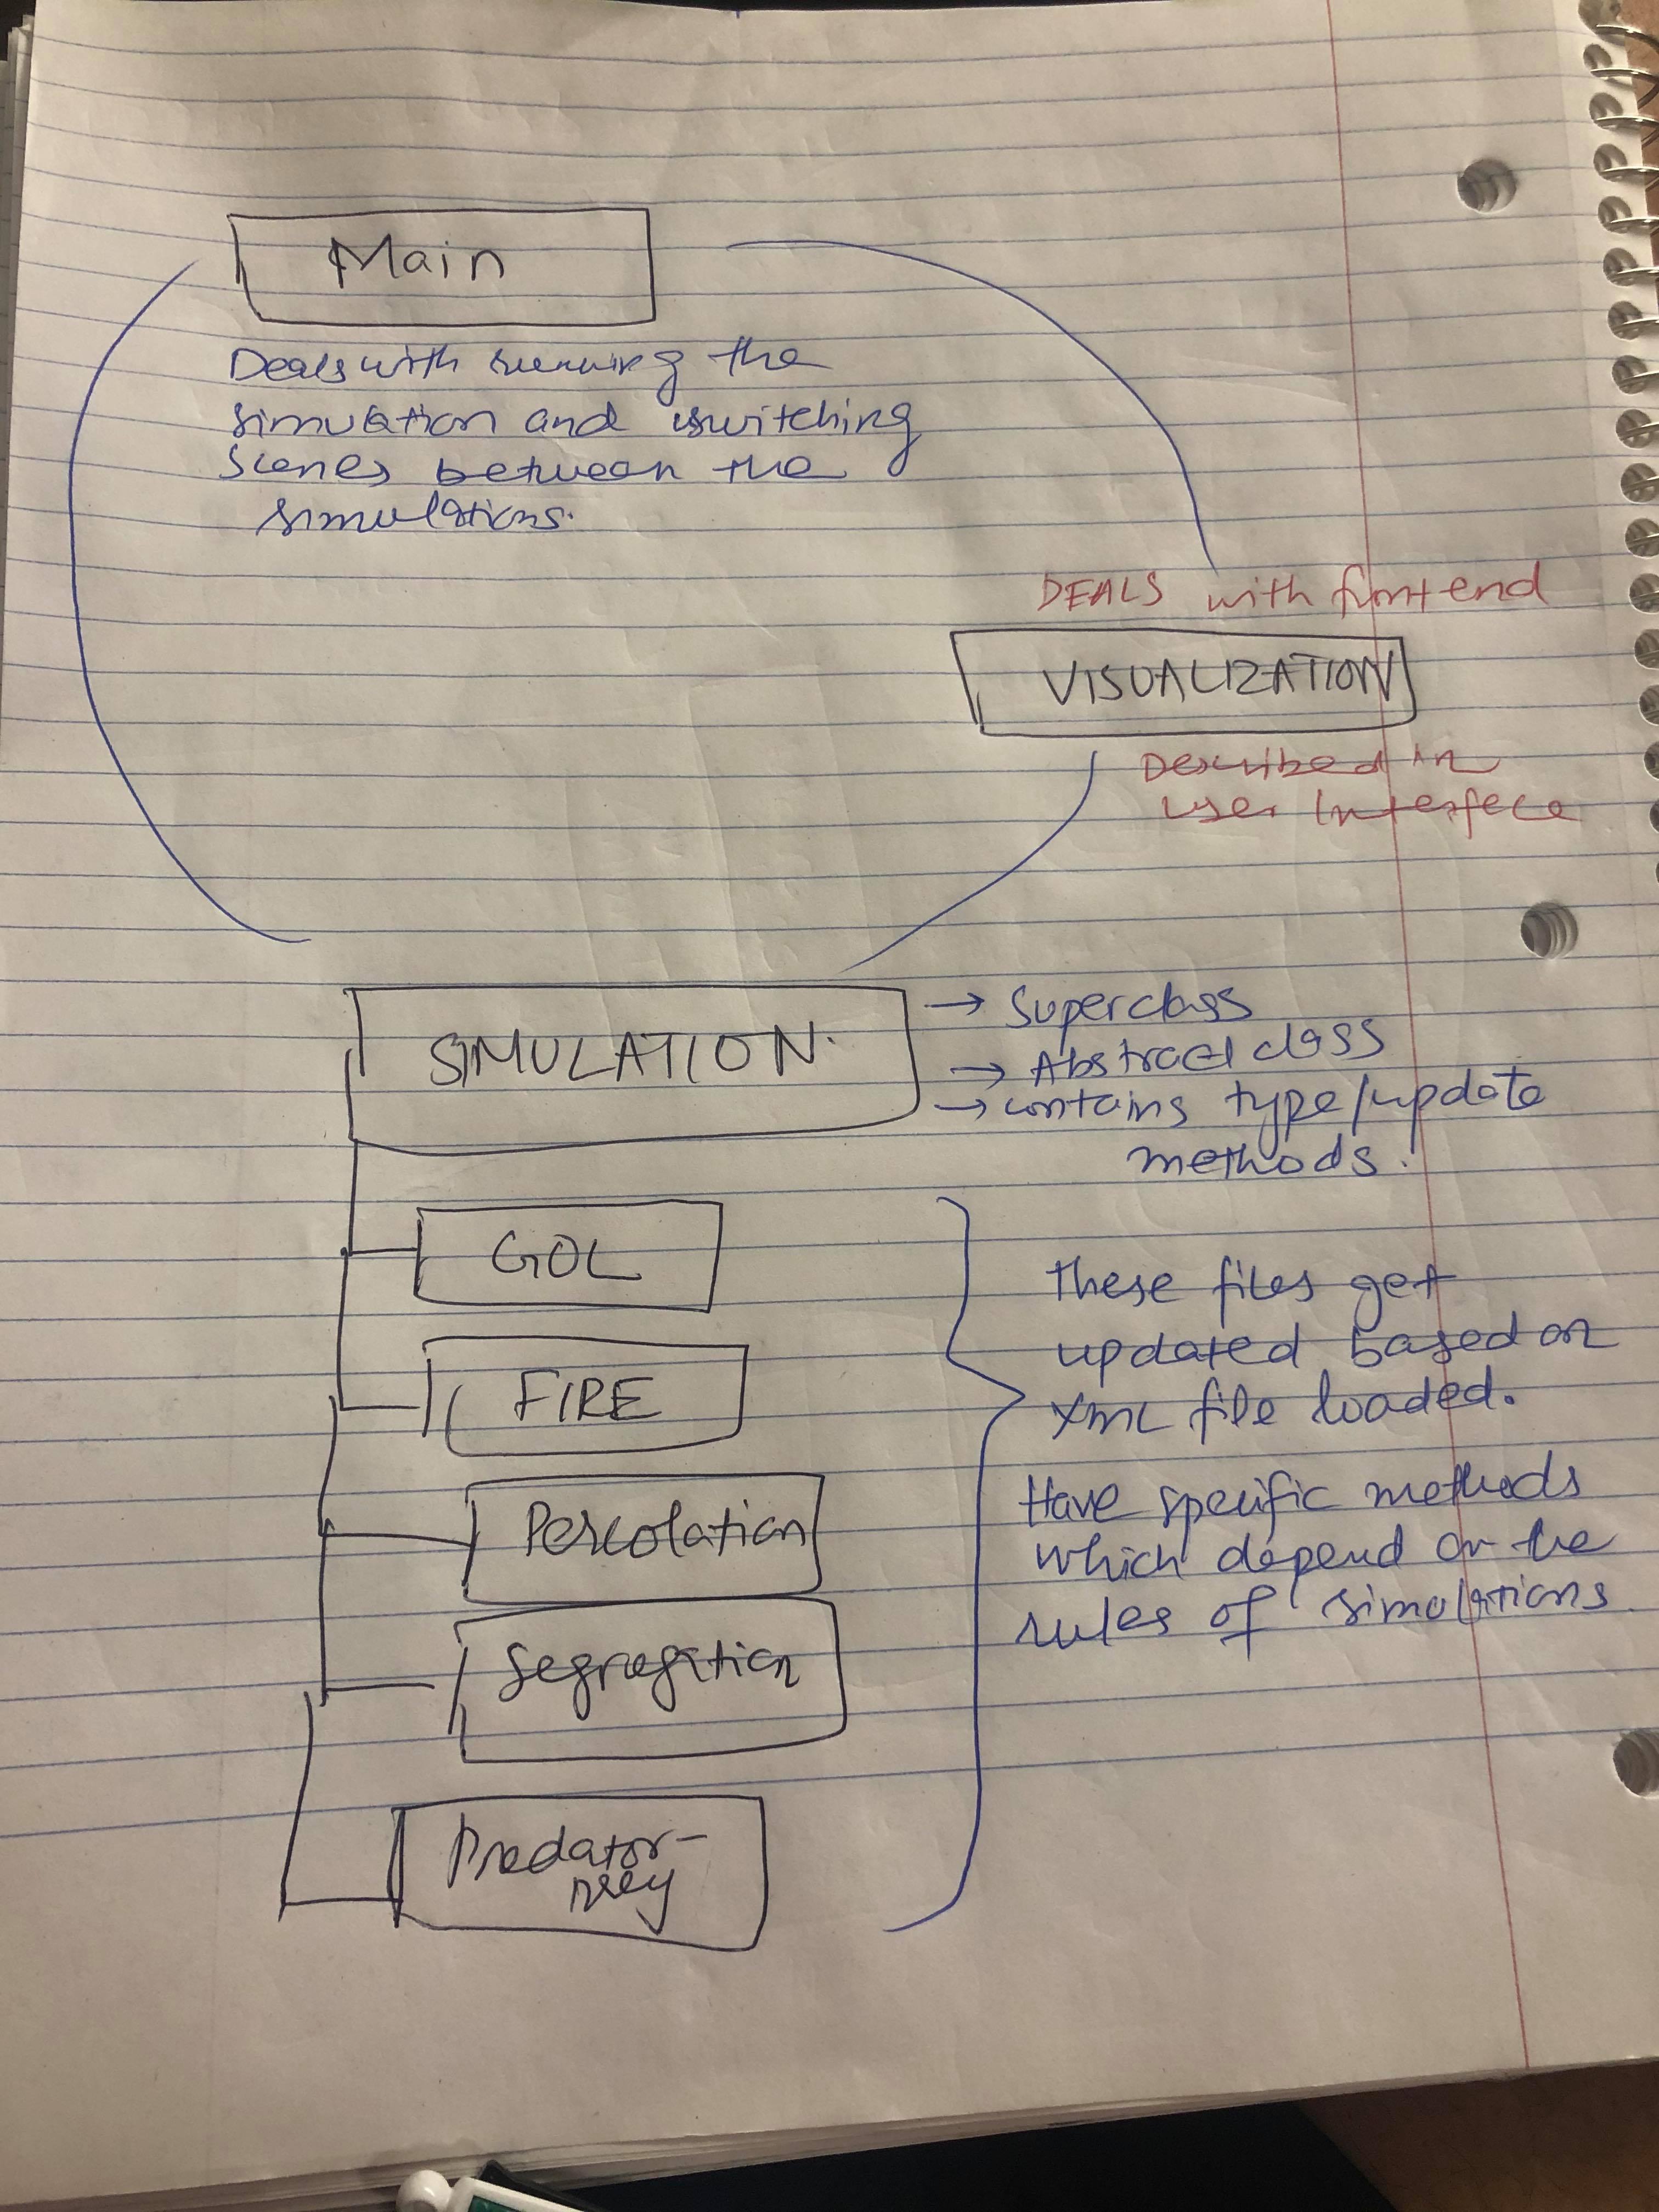 Main
Deals with running the
simulation and switching
scenes between the
simulations.
DEALS with frontend
VISUALIZATION
Described in
User Interface
SIMULATION.
→ Superclass
→ Abstract class
→ contains type/update
methods.
GOL
FIRE
Percolation
Segregation
Predator-
prey
These files get
updated based on
XML file loaded.
Have specific methods
which depend on the
rules of simulations